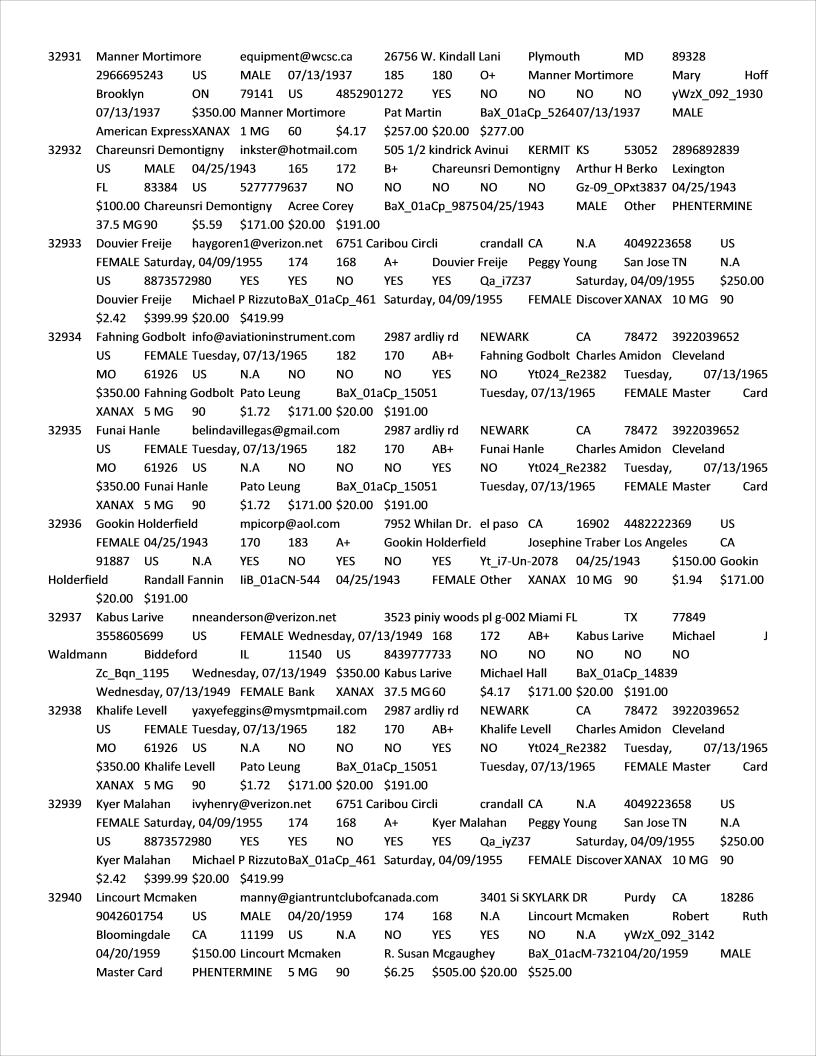 32931 Manner Mortimore equipment@wcsc.ca 26756 W. Kindall Lani Plymouth MD 89328
2966695243 US MALE 07/13/1937 185 180 O+ Manner Mortimore Mary Hoff
Brooklyn ON 79141 US 4852901272 YES NO NO NO NO yWzX_092_1930
07/13/1937 $350.00 Manner Mortimore Pat Martin BaX_01aCp_5264 07/13/1937 MALE
American Express XANAX 1 MG 60 $4.17 $257.00 $20.00 $277.00
32932 Chareunsri Demontigny inkster@hotmail.com 505 1/2 kindrick Avinui KERMIT KS 53052 2896892839
US MALE 04/25/1943 165 172 B+ Chareunsri Demontigny Arthur H Berko Lexington
FL 83384 US 5277779637 NO NO NO NO NO Gz-09_OPxt3837 04/25/1943
$100.00 Chareunsri Demontigny Acree Corey BaX_01aCp_9875 04/25/1943 MALE Other PHENTERMINE
37.5 MG 90 $5.59 $171.00 $20.00 $191.00
32933 Douvier Freije haygoren1@verizon.net 6751 Caribou Circli crandall CA N.A 4049223658 US
FEMALE Saturday, 04/09/1955 174 168 A+ Douvier Freije Peggy Young San Jose TN N.A
US 8873572980 YES YES NO YES YES Qa_i7Z37 Saturday, 04/09/1955 $250.00
Douvier Freije Michael P Rizzuto BaX_01aCp_461 Saturday, 04/09/1955 FEMALE Discover XANAX 10 MG 90
$2.42 $399.99 $20.00 $419.99
32934 Fahning Godbolt info@aviationinstrument.com 2987 ardliy rd NEWARK CA 78472 3922039652
US FEMALE Tuesday, 07/13/1965 182 170 AB+ Fahning Godbolt Charles Amidon Cleveland
MO 61926 US N.A NO NO NO YES NO Yt024_Re2382 Tuesday, 07/13/1965
$350.00 Fahning Godbolt Pato Leung BaX_01aCp_15051 Tuesday, 07/13/1965 FEMALE Master Card
XANAX 5 MG 90 $1.72 $171.00 $20.00 $191.00
32935 Funai Hanle belindavillegas@gmail.com 2987 ardliy rd NEWARK CA 78472 3922039652
US FEMALE Tuesday, 07/13/1965 182 170 AB+ Funai Hanle Charles Amidon Cleveland
MO 61926 US N.A NO NO NO YES NO Yt024_Re2382 Tuesday, 07/13/1965
$350.00 Funai Hanle Pato Leung BaX_01aCp_15051 Tuesday, 07/13/1965 FEMALE Master Card
XANAX 5 MG 90 $1.72 $171.00 $20.00 $191.00
32936 Gookin Holderfield mpicorp@aol.com 7952 Whilan Dr. el paso CA 16902 4482222369 US
FEMALE 04/25/1943 170 183 A+ Gookin Holderfield Josephine Traber Los Angeles CA
91887 US N.A YES NO YES NO YES Yt_i7-Un-2078 04/25/1943 $150.00 Gookin
Holderfield Randall Fannin IiB_01aCN-544 04/25/1943 FEMALE Other XANAX 10 MG 90 $1.94 $171.00
$20.00 $191.00
32937 Kabus Larive nneanderson@verizon.net 3523 piniy woods pl g-002 Miami FL TX 77849
3558605699 US FEMALE Wednesday, 07/13/1949 168 172 AB+ Kabus Larive Michael J
Waldmann Biddeford IL 11540 US 8439777733 NO NO NO NO NO
Zc_Bqn_1195 Wednesday, 07/13/1949 $350.00 Kabus Larive Michael Hall BaX_01aCp_14839
Wednesday, 07/13/1949 FEMALE Bank XANAX 37.5 MG 60 $4.17 $171.00 $20.00 $191.00
32938 Khalife Levell yaxyefeggins@mysmtpmail.com 2987 ardliy rd NEWARK CA 78472 3922039652
US FEMALE Tuesday, 07/13/1965 182 170 AB+ Khalife Levell Charles Amidon Cleveland
MO 61926 US N.A NO NO NO YES NO Yt024_Re2382 Tuesday, 07/13/1965
$350.00 Khalife Levell Pato Leung BaX_01aCp_15051 Tuesday, 07/13/1965 FEMALE Master Card
XANAX 5 MG 90 $1.72 $171.00 $20.00 $191.00
32939 Kyer Malahan ivyhenry@verizon.net 6751 Caribou Circli crandall CA N.A 4049223658 US
FEMALE Saturday, 04/09/1955 174 168 A+ Kyer Malahan Peggy Young San Jose TN N.A
US 8873572980 YES YES NO YES YES Qa_iyZ37 Saturday, 04/09/1955 $250.00
Kyer Malahan Michael P Rizzuto BaX_01aCp_461 Saturday, 04/09/1955 FEMALE Discover XANAX 10 MG 90
$2.42 $399.99 $20.00 $419.99
32940 Lincourt Mcmaken manny@giantruntclubofcanada.com 3401 Si SKYLARK DR Purdy CA 18286
9042601754 US MALE 04/20/1959 174 168 N.A Lincourt Mcmaken Robert Ruth
Bloomingdale CA 11199 US N.A NO YES YES NO N.A yWzX_092_3142
04/20/1959 $150.00 Lincourt Mcmaken R. Susan Mcgaughey BaX_01acM-7321 04/20/1959 MALE
Master Card PHENTERMINE 5 MG 90 $6.25 $505.00 $20.00 $525.00